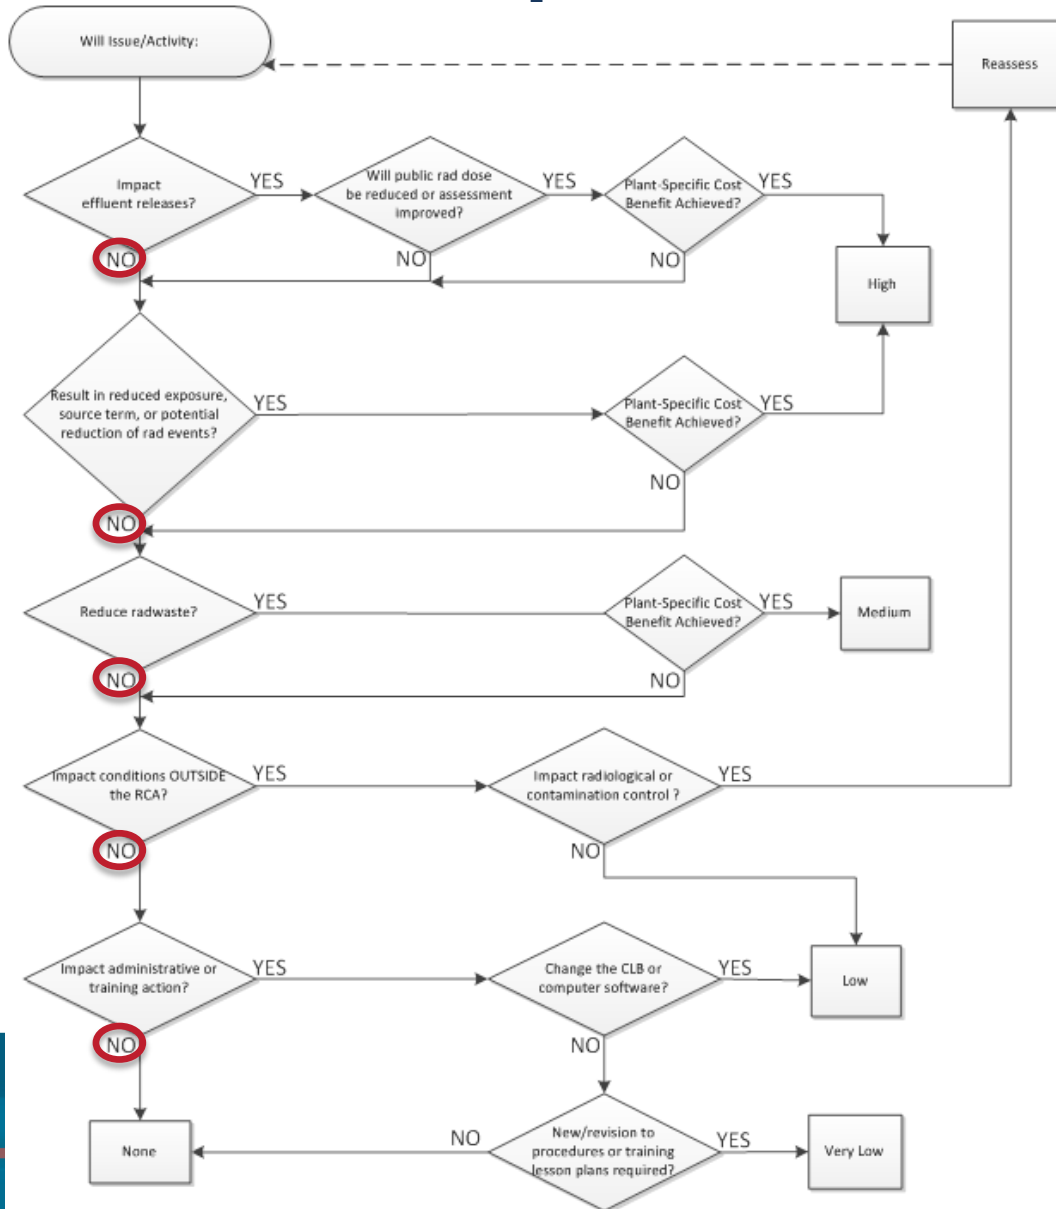 Will Issue/Activity:
Reassess
Impact
effluent releases?
YES
Will public rad dose
be reduced or assessment
improved?
YES
Plant-Specific Cost
Benefit Achieved?
YES
NO
NO
NO
High
Result in reduced exposure,
source term, or potential
reduction of rad events?
YES
Plant-Specific Cost
Benefit Achieved?
YES
NO
NO
Reduce radwaste?
YES
Plant-Specific Cost
Benefit Achieved?
YES
Medium
NO
NO
Impact conditions OUTSIDE
the RCA?
YES
Impact radiological or
contamination control ?
YES
NO
NO
Impact administrative or
training action?
YES
Change the CLB or
computer software?
YES
Low
NO
NO
None
NO
New/revision to
procedures or training
lesson plans required?
YES
Very Low